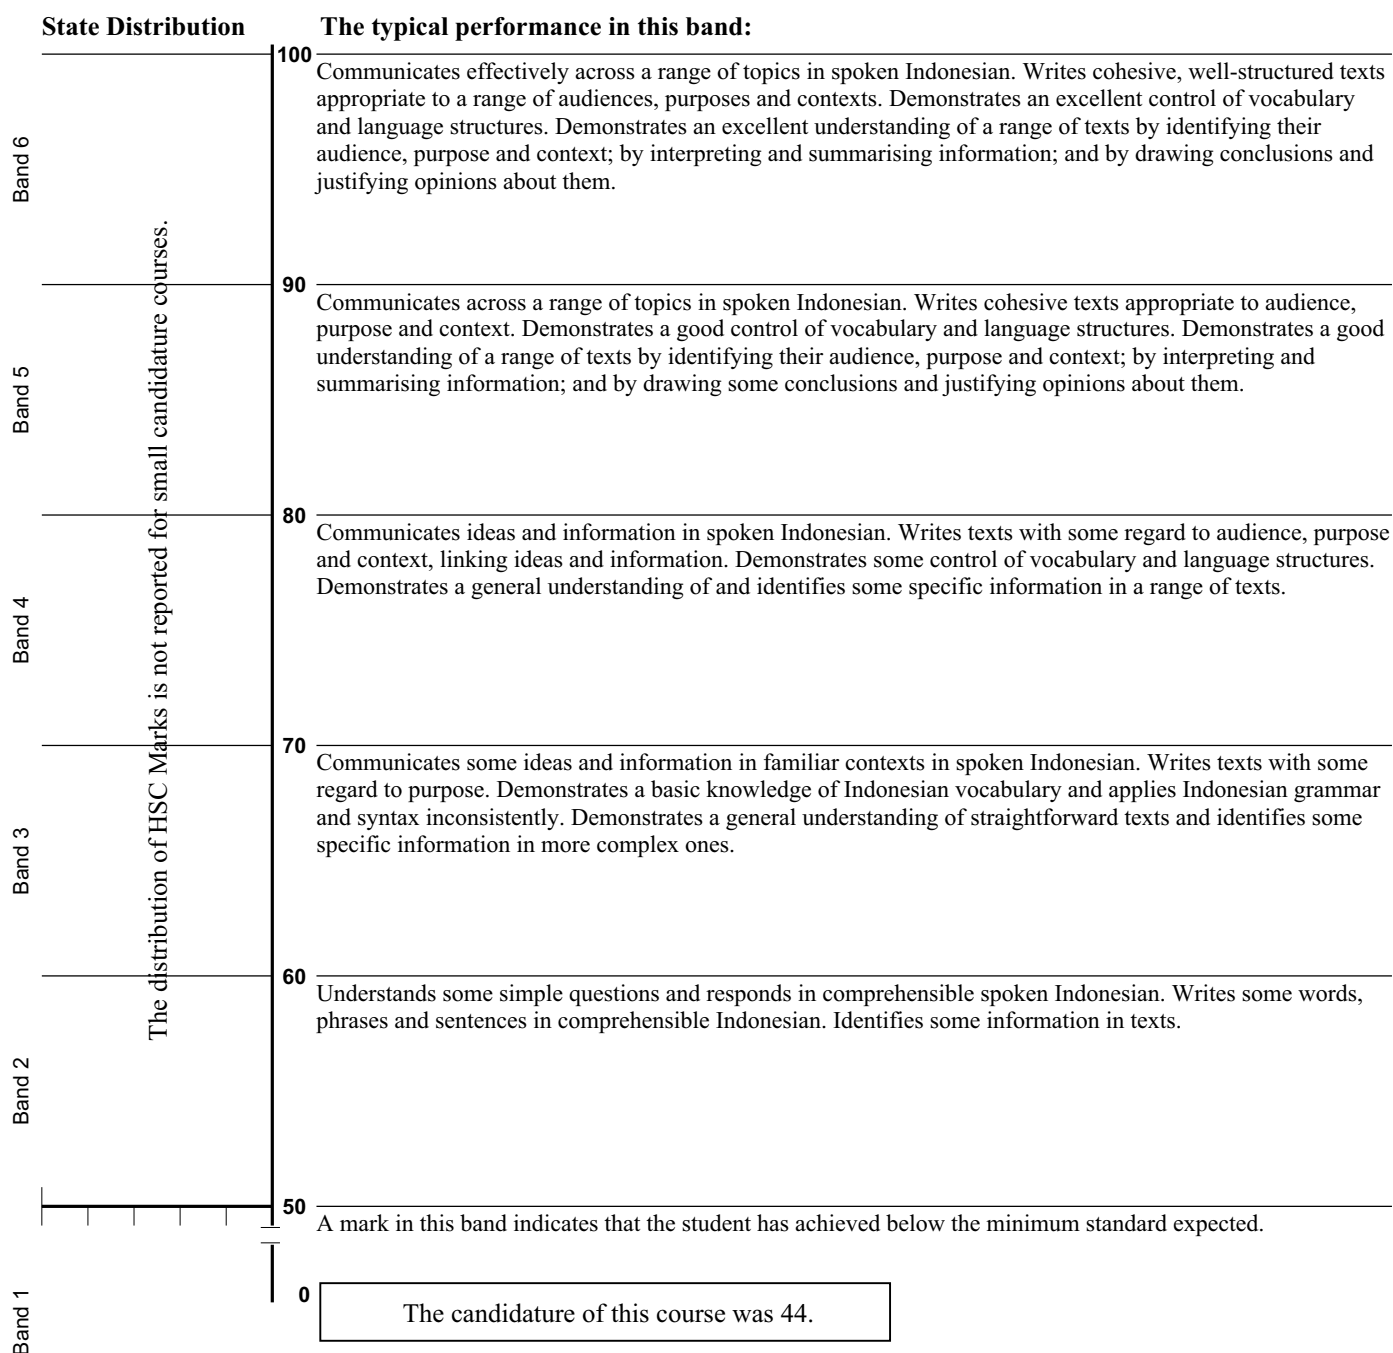 State Distribution
The typical performance in this band:
100
Communicates effectively across a range of topics in spoken Indonesian. Writes cohesive, well-structured texts
appropriate to a range of audiences, purposes and contexts. Demonstrates an excellent control of vocabulary
and language structures. Demonstrates an excellent understanding of a range of texts by identifying their
audience, purpose and context; by interpreting and summarising information; and by drawing conclusions and
justifying opinions about them.
Band 6
90
Communicates across a range of topics in spoken Indonesian. Writes cohesive texts appropriate to audience,
purpose and context. Demonstrates a good control of vocabulary and language structures. Demonstrates a good
understanding of a range of texts by identifying their audience, purpose and context; by interpreting and
summarising information; and by drawing some conclusions and justifying opinions about them.
Band 5
80
Communicates ideas and information in spoken Indonesian. Writes texts with some regard to audience, purpose
and context, linking ideas and information. Demonstrates some control of vocabulary and language structures.
Demonstrates a general understanding of and identifies some specific information in a range of texts.
Band 4
The distribution of HSC Marks is not reported for small candidature courses.
70
Communicates some ideas and information in familiar contexts in spoken Indonesian. Writes texts with some
regard to purpose. Demonstrates a basic knowledge of Indonesian vocabulary and applies Indonesian grammar
and syntax inconsistently. Demonstrates a general understanding of straightforward texts and identifies some
specific information in more complex ones.
Band 3
60
Understands some simple questions and responds in comprehensible spoken Indonesian. Writes some words,
phrases and sentences in comprehensible Indonesian. Identifies some information in texts.
Band 2
50
A mark in this band indicates that the student has achieved below the minimum standard expected.
0
Band 1
The candidature of this course was 44.